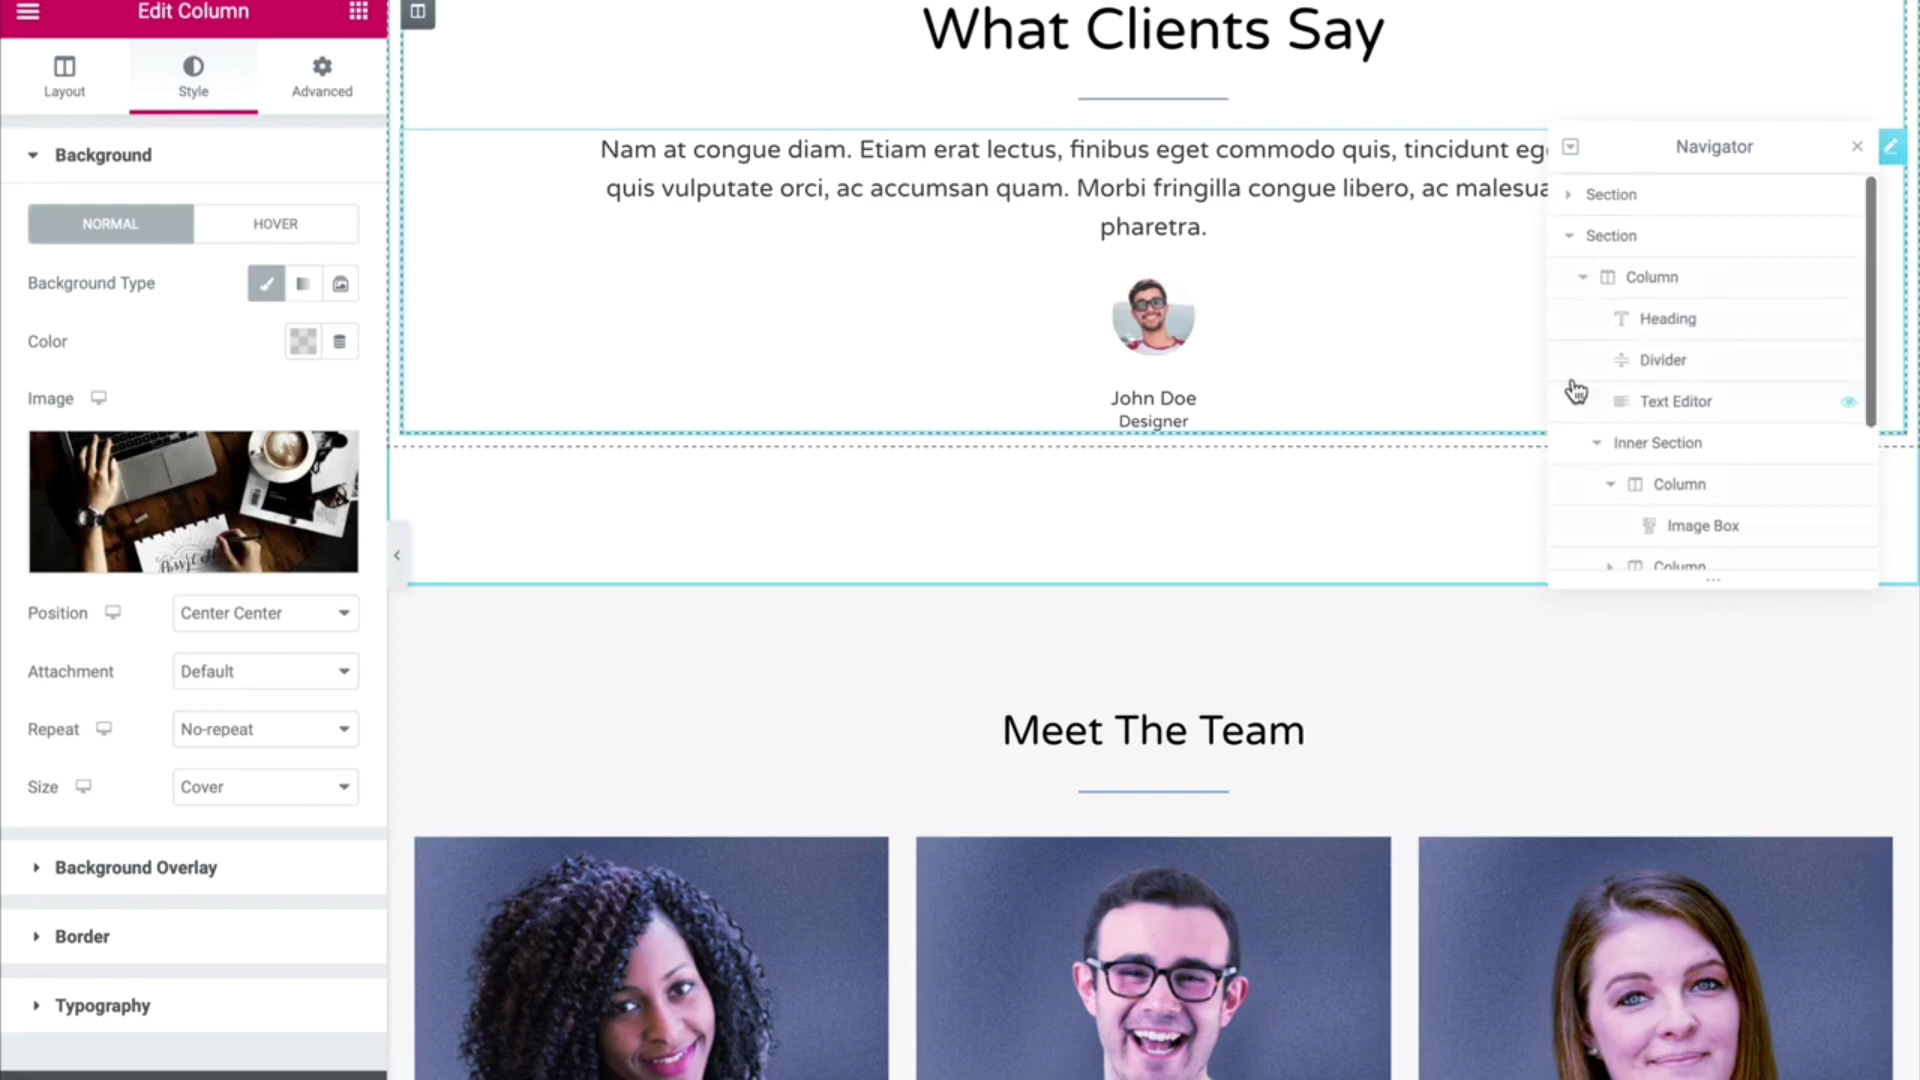 Edit Column
Layout
Style
Advanced
Background
NORMAL
HOVER
Background Type
Color
Image
Position
Center Center
Attachment
Default
Repeat
No-repeat
Size
Cover
Background Overlay
Border
Typography
What Clients Say
Nam at congue diam. Etiam erat lectus, finibus eget commodo quis, tincidunt eg
quis vulputate orci, ac accumsan quam. Morbi fringilla congue libero, ac malesua
pharetra.
John Doe
Designer
Meet The Team
Navigator
Section
Section
Column
Heading
Divider
Text Editor
Inner Section
Column
Image Box
Column